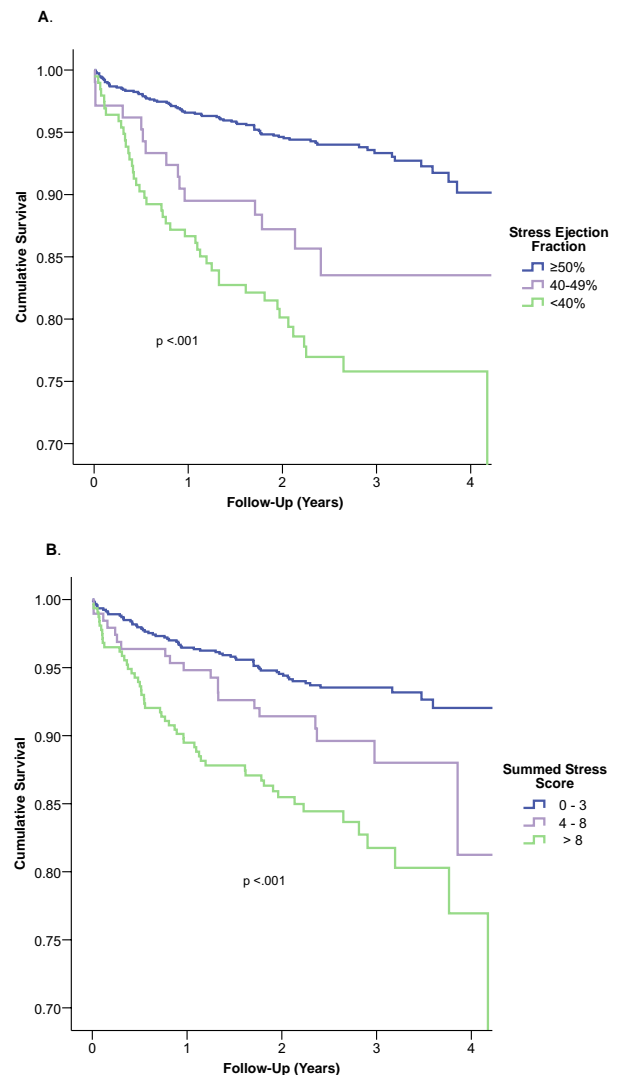 A.
1.00
0.95
0.90
0.85
0.80
0.75
0.70
Cumulative Survival
p <.001
0 1 2 3 4
Follow-Up (Years)
Stress Ejection
Fraction
≥50%
40-49%
<40%
B.
1.00
0.95
0.90
0.85
0.80
0.75
0.70
Cumulative Survival
p <.001
0 1 2 3 4
Follow-Up (Years)
Summed Stress
Score
0 - 3
4 - 8
> 8